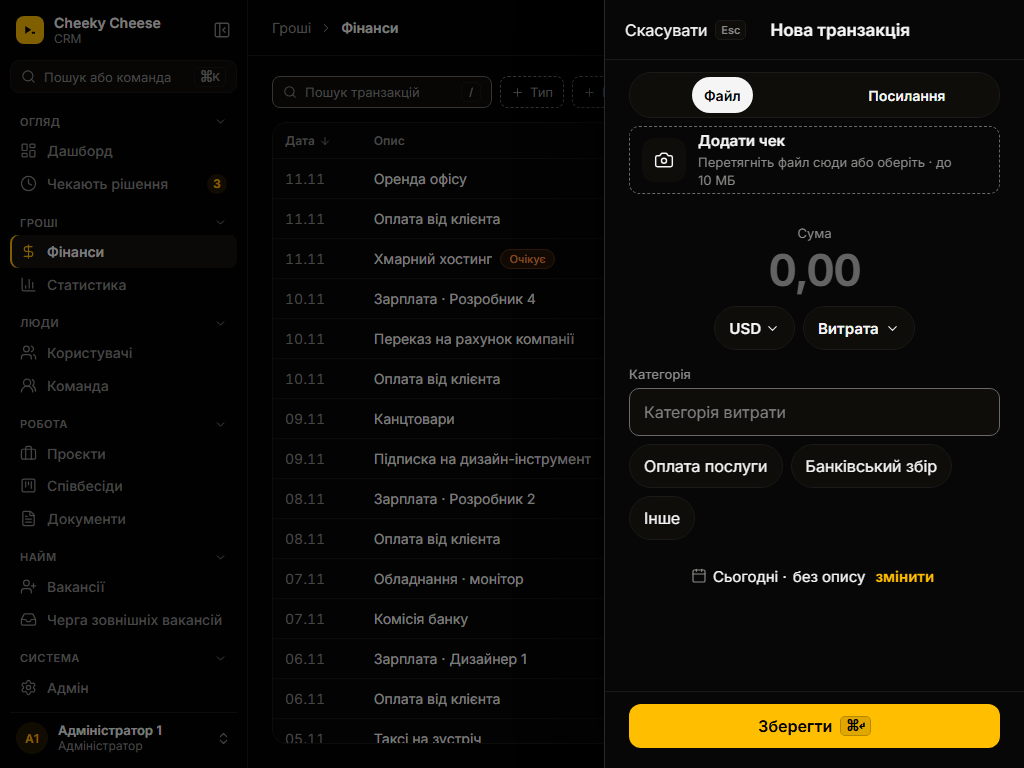 Cheeky Cheese
CRM
Пошук або команда ⌘K
ОГЛЯД
Дашборд
Чекають рішення 3
ГРОШІ
Фінанси
Статистика
ЛЮДИ
Користувачі
Команда
РОБОТА
Проєкти
Співбесіди
Документи
НАЙМ
Вакансії
Черга зовнішніх вакансій
СИСТЕМА
Адмін
A1 Адміністратор 1
Адміністратор
Гроші Фінанси
Пошук транзакцій /
Тип
Дата ↓ Опис
11.11 Оренда офісу
11.11 Оплата від клієнта
11.11 Хмарний хостинг Очікує
10.11 Зарплата · Розробник 4
10.11 Переказ на рахунок компанії
10.11 Оплата від клієнта
09.11 Канцтовари
09.11 Підписка на дизайн-інструмент
08.11 Зарплата · Розробник 2
08.11 Оплата від клієнта
07.11 Обладнання · монітор
07.11 Комісія банку
06.11 Зарплата · Дизайнер 1
06.11 Оплата від клієнта
05.11 Таксі на зустріч
Скасувати Esc Нова транзакція
Файл Посилання
Додати чек
Перетягніть файл сюди або оберіть · до
10 МБ
Сума
0,00
USD Витрата
Категорія
Категорія витрати
Оплата послуги Банківський збір
Інше
Сьогодні · без опису змінити
Зберегти ⌘↵